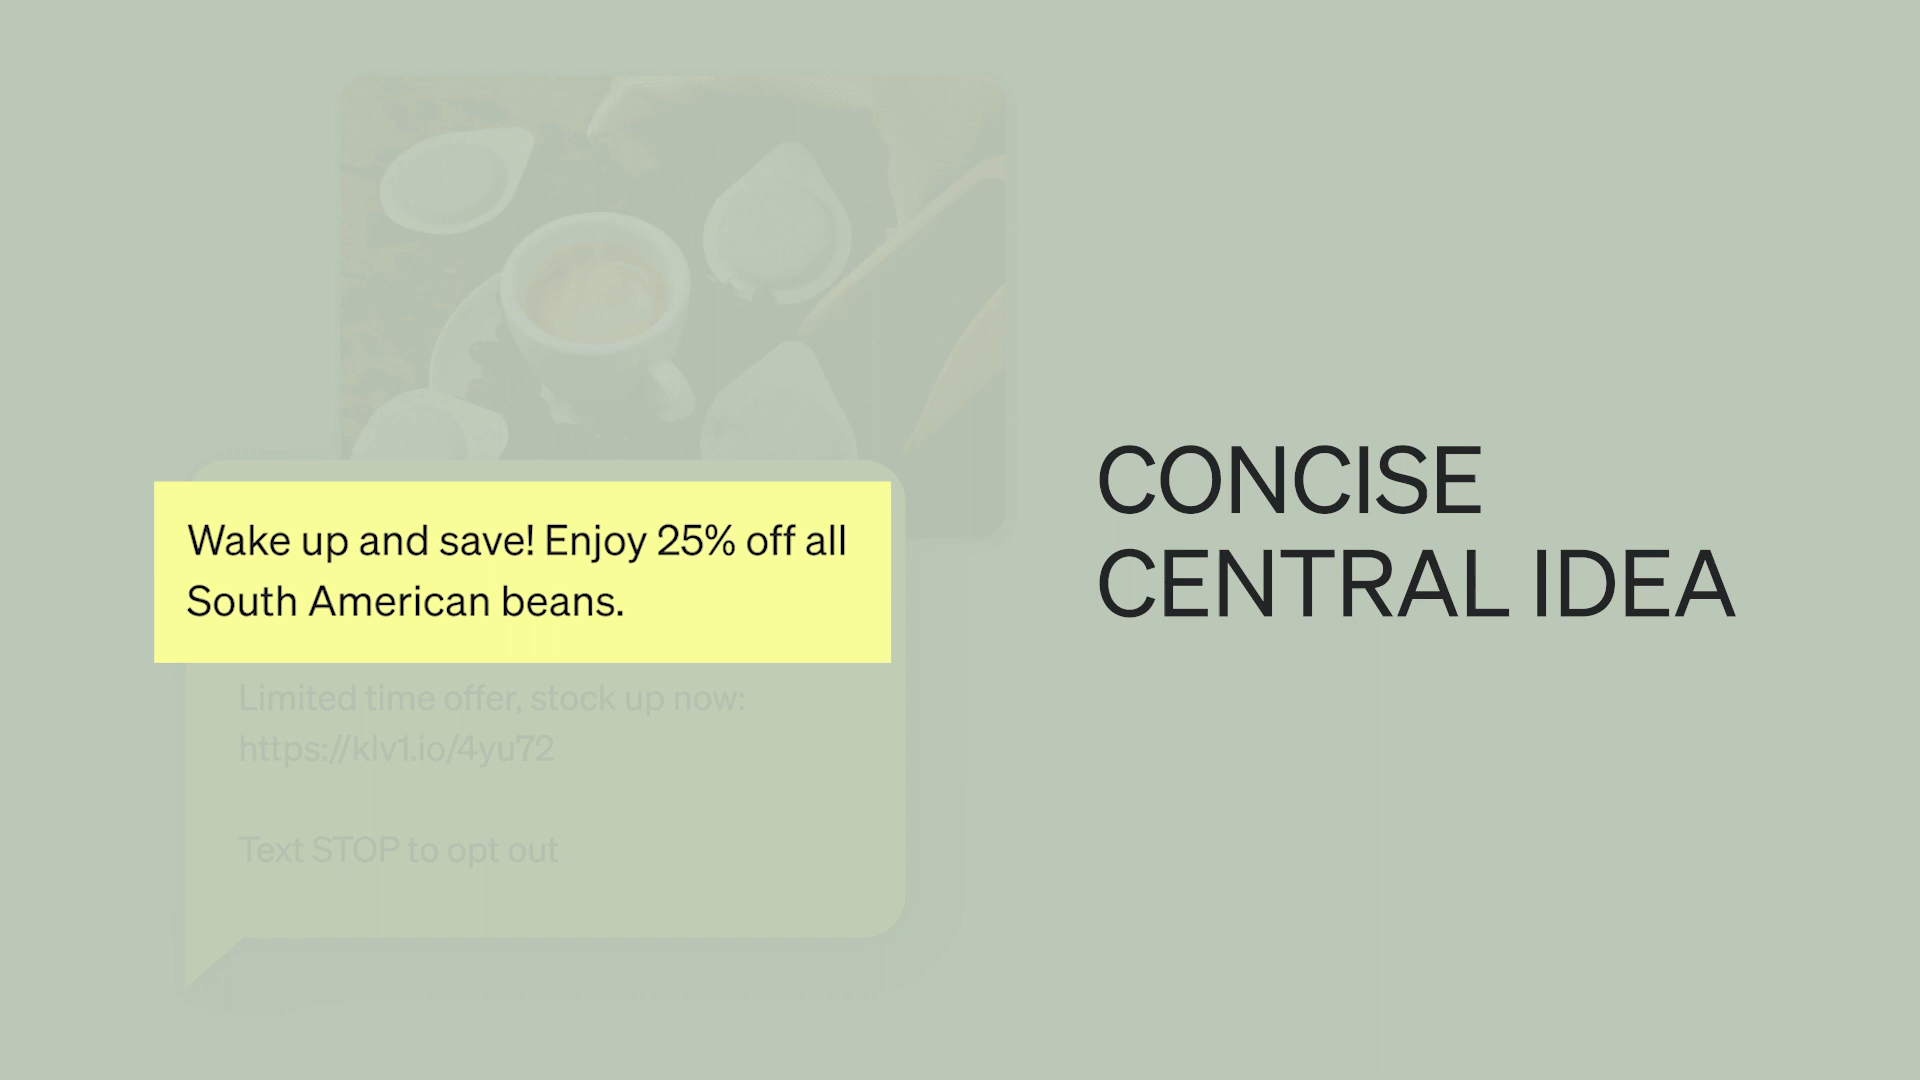 Wake up and save! Enjoy 25% off all
South American beans.
Limited time offer, stock up now:
https://klv1.io/4yu72
Text STOP to opt out
CONCISE
CENTRAL IDEA